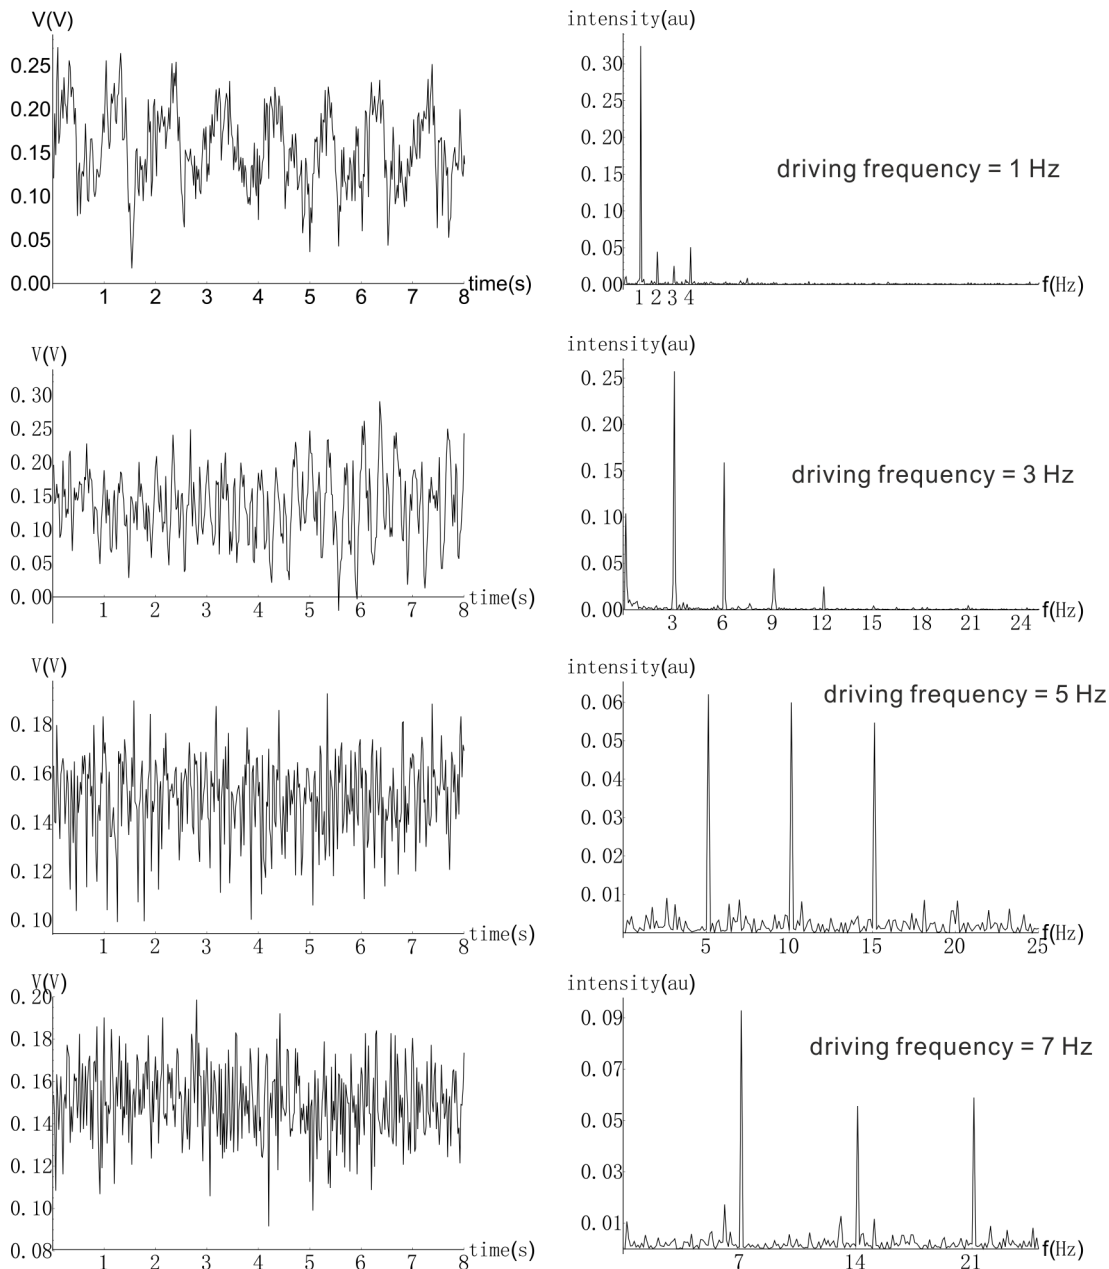 V(V)
0.25
0.20
0.15
0.10
0.05
0.00
1 2 3 4 5 6 7 8
time(s)
intensity(au)
0.30
0.25
0.20
0.15
0.10
0.05
0.00
1 2 3 4
f(Hz)
driving frequency = 1 Hz
V(V)
0.30
0.25
0.20
0.15
0.10
0.05
0.00
1 2 3 4 5 6 7 8
time(s)
intensity(au)
0.25
0.20
0.15
0.10
0.05
0.00
3 6 9 12 15 18 21 24
f(Hz)
driving frequency = 3 Hz
V(V)
0.18
0.16
0.14
0.12
0.10
1 2 3 4 5 6 7 8
time(s)
intensity(au)
0.06
0.05
0.04
0.03
0.02
0.01
5 10 15 20 25
f(Hz)
driving frequency = 5 Hz
V(V)
0.20
0.18
0.16
0.14
0.12
0.10
0.08
1 2 3 4 5 6 7 8
time(s)
intensity(au)
0.09
0.07
0.05
0.03
0.01
7 14 21
f(Hz)
driving frequency = 7 Hz